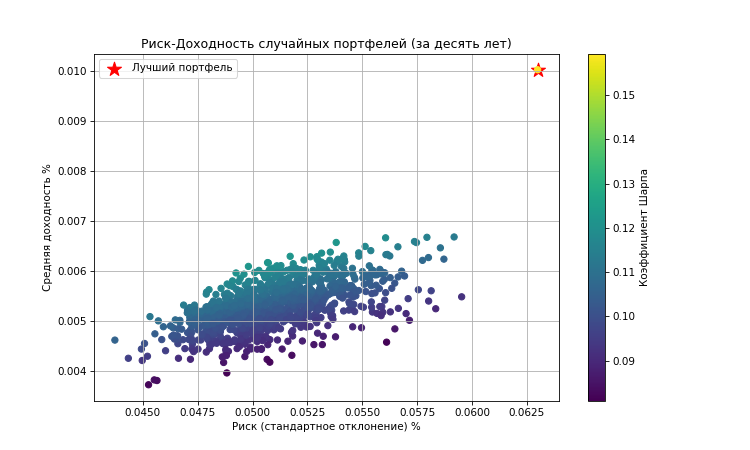 Риск-Доходность случайных портфелей (за десять лет)
Лучший портфель
0.010
0.009
0.008
0.007
0.006
0.005
0.004
Средняя доходность %
0.0450 0.0475 0.0500 0.0525 0.0550 0.0575 0.0600 0.0625
Риск (стандартное отклонение) %
0.15
0.14
0.13
0.12
0.11
0.10
0.09
Коэффициент Шарпа